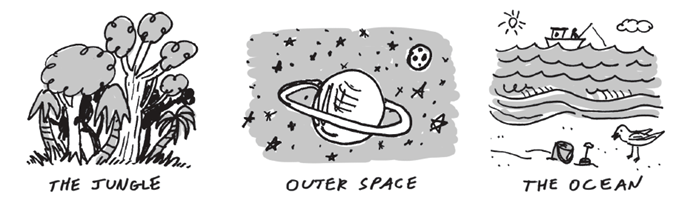 THE JUNGLE
OUTER SPACE
THE OCEAN